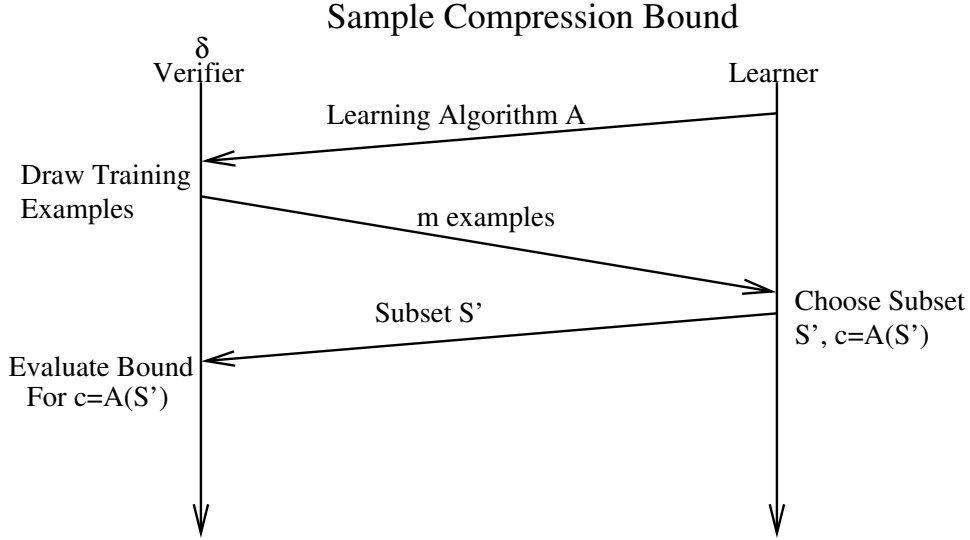 Sample Compression Bound
δ
Verifier
Learner
Learning Algorithm A
Draw Training
Examples
m examples
Choose Subset
S’, c=A(S’)
Subset S’
Evaluate Bound
For c=A(S’)